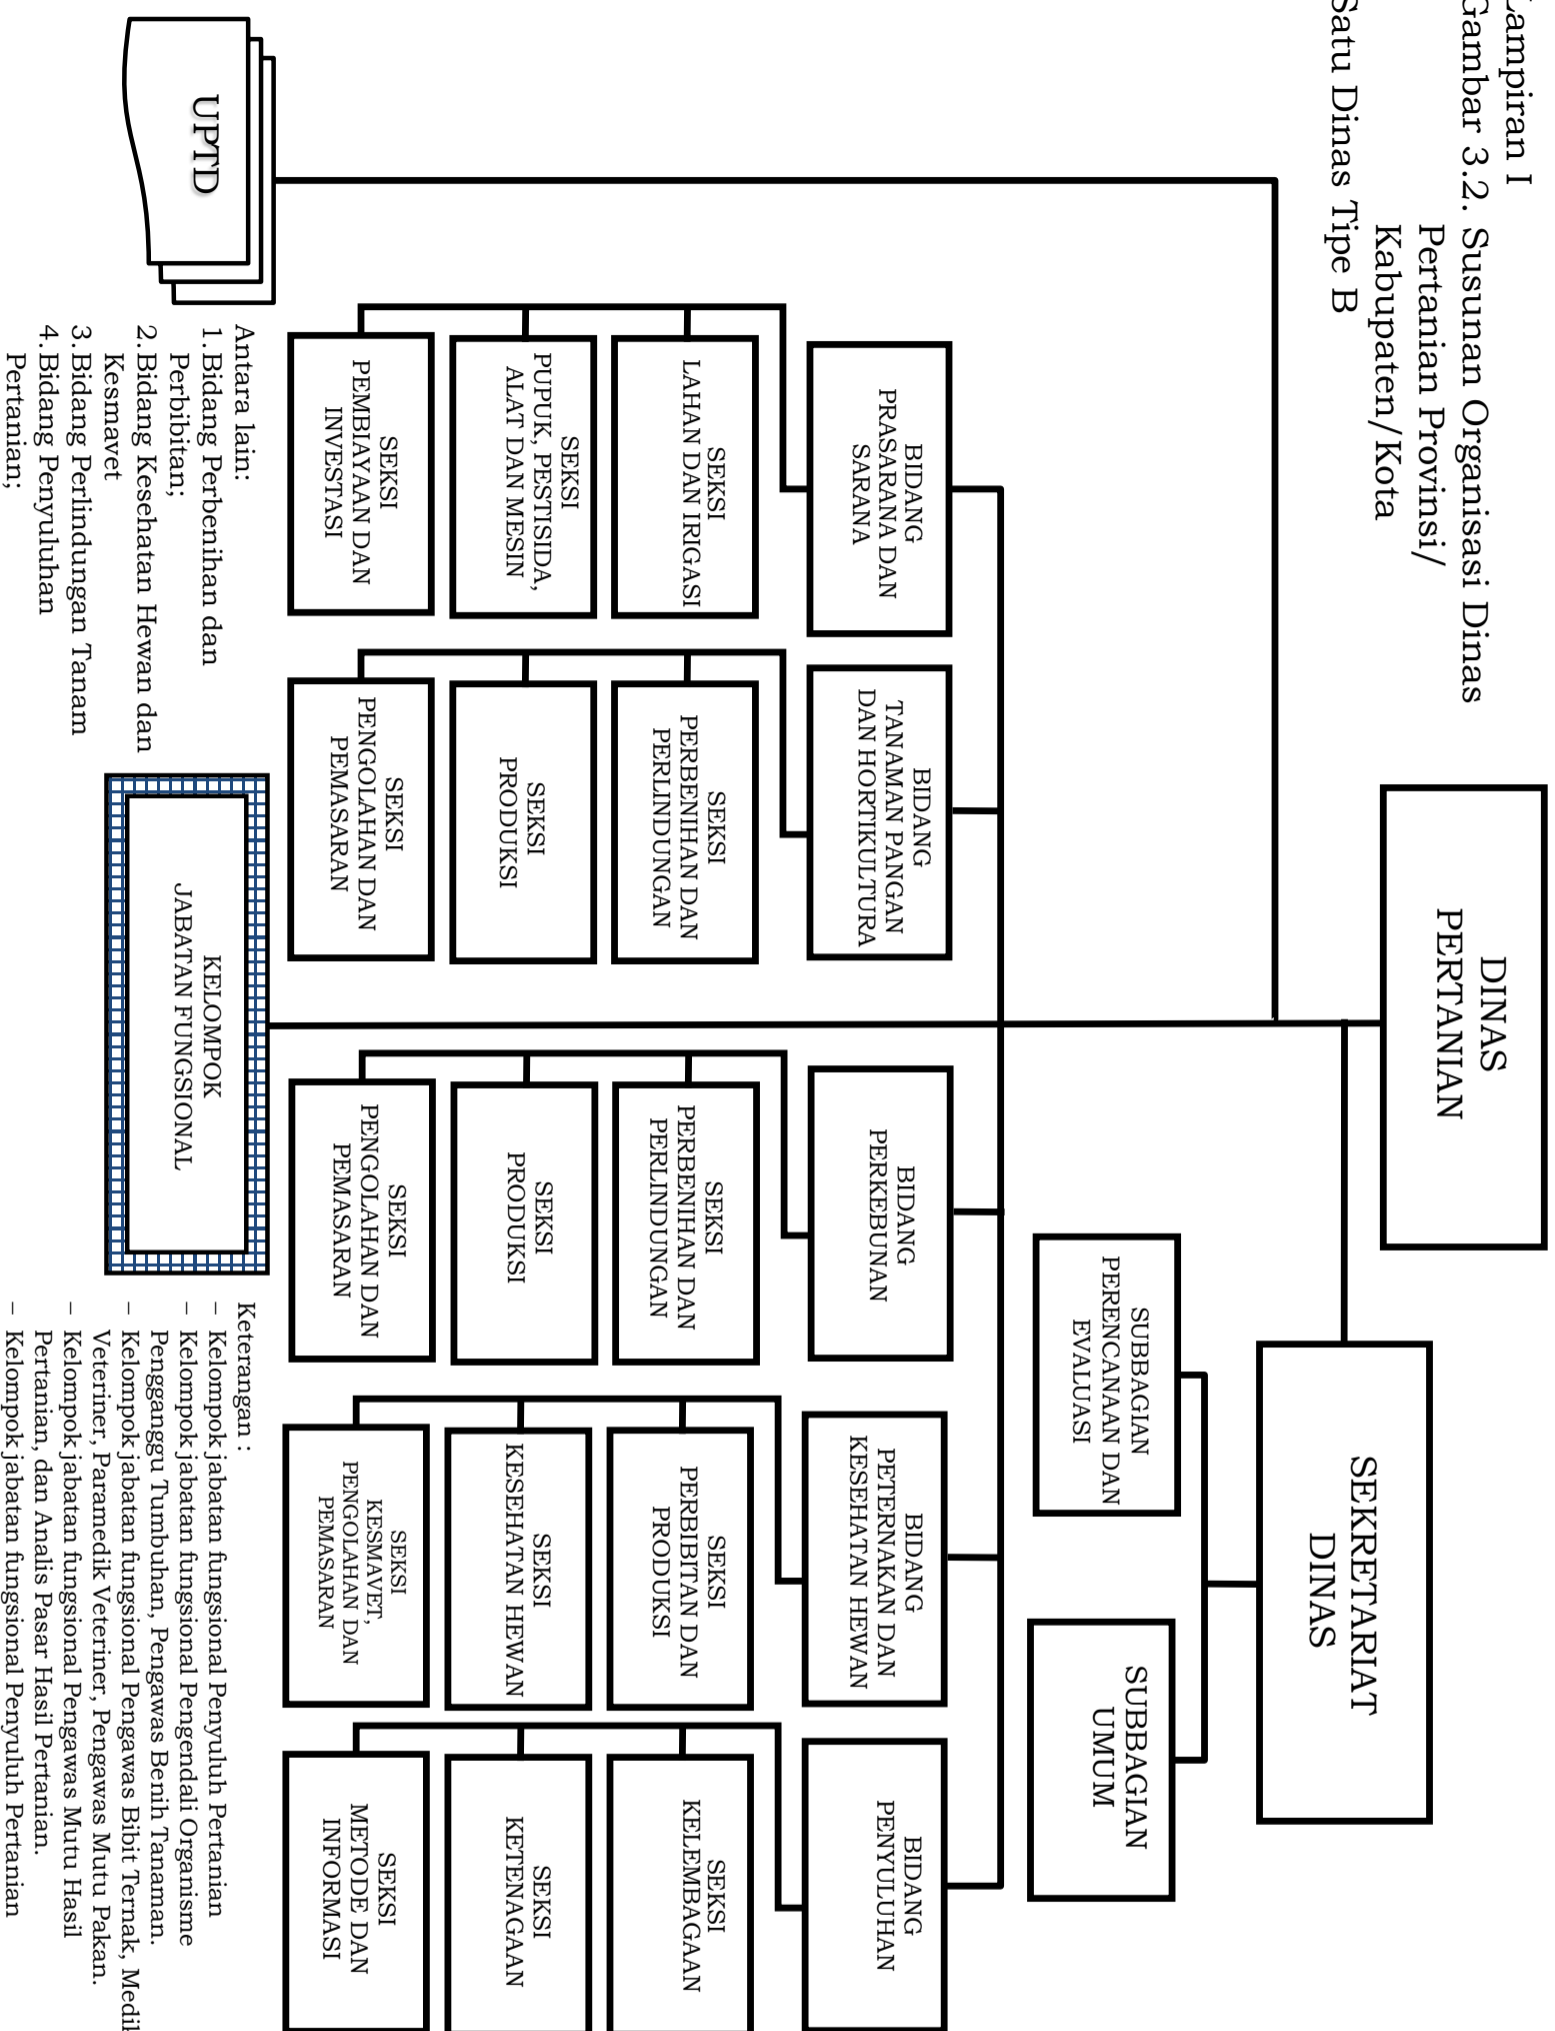 Lampiran I
Gambar 3.2. Susunan Organisasi Dinas
Pertanian Provinsi/
Kabupaten/Kota
Satu Dinas Tipe B
DINAS
PERTANIAN
SEKRETARIAT
DINAS
SUBBAGIAN
PERENCANAAN DAN
EVALUASI
SUBBAGIAN
UMUM
BIDANG
PRASARANA DAN
SARANA
SEKSI
LAHAN DAN IRIGASI
SEKSI
PUPUK, PESTISIDA,
ALAT DAN MESIN
SEKSI
PEMBIAYAAN DAN
INVESTASI
BIDANG
TANAMAN PANGAN
DAN HORTIKULTURA
SEKSI
PERBENIHAN DAN
PERLINDUNGAN
SEKSI
PRODUKSI
SEKSI
PENGOLAHAN DAN
PEMASARAN
BIDANG
PERKEBUNAN
SEKSI
PERBENIHAN DAN
PERLINDUNGAN
SEKSI
PRODUKSI
SEKSI
PENGOLAHAN DAN
PEMASARAN
BIDANG
PETERNAKAN DAN
KESEHATAN HEWAN
SEKSI
PERBIBITAN DAN
PRODUKSI
SEKSI
KESEHATAN HEWAN
SEKSI
KESMAVET,
PENGOLAHAN DAN
PEMASARAN
BIDANG
PENYULUHAN
SEKSI
KELEMBAGAAN
SEKSI
KETENAGAAN
SEKSI
METODE DAN
INFORMASI
UPTD
Antara lain:
1. Bidang Perbenihan dan
Perbibitan;
2. Bidang Kesehatan Hewan dan
Kesmavet
3. Bidang Perlindungan Tanam
4. Bidang Penyuluhan
Pertanian;
KELOMPOK
JABATAN FUNGSIONAL
Keterangan :
– Kelompok jabatan fungsional Penyuluh Pertanian
– Kelompok jabatan fungsional Pengendali Organisme
Pengganggu Tumbuhan, Pengawas Benih Tanaman.
– Kelompok jabatan fungsional Pengawas Bibit Ternak, Medik
Veteriner, Paramedik Veteriner, Pengawas Mutu Pakan.
– Kelompok jabatan fungsional Pengawas Mutu Hasil
Pertanian, dan Analis Pasar Hasil Pertanian.
– Kelompok jabatan fungsional Penyuluh Pertanian